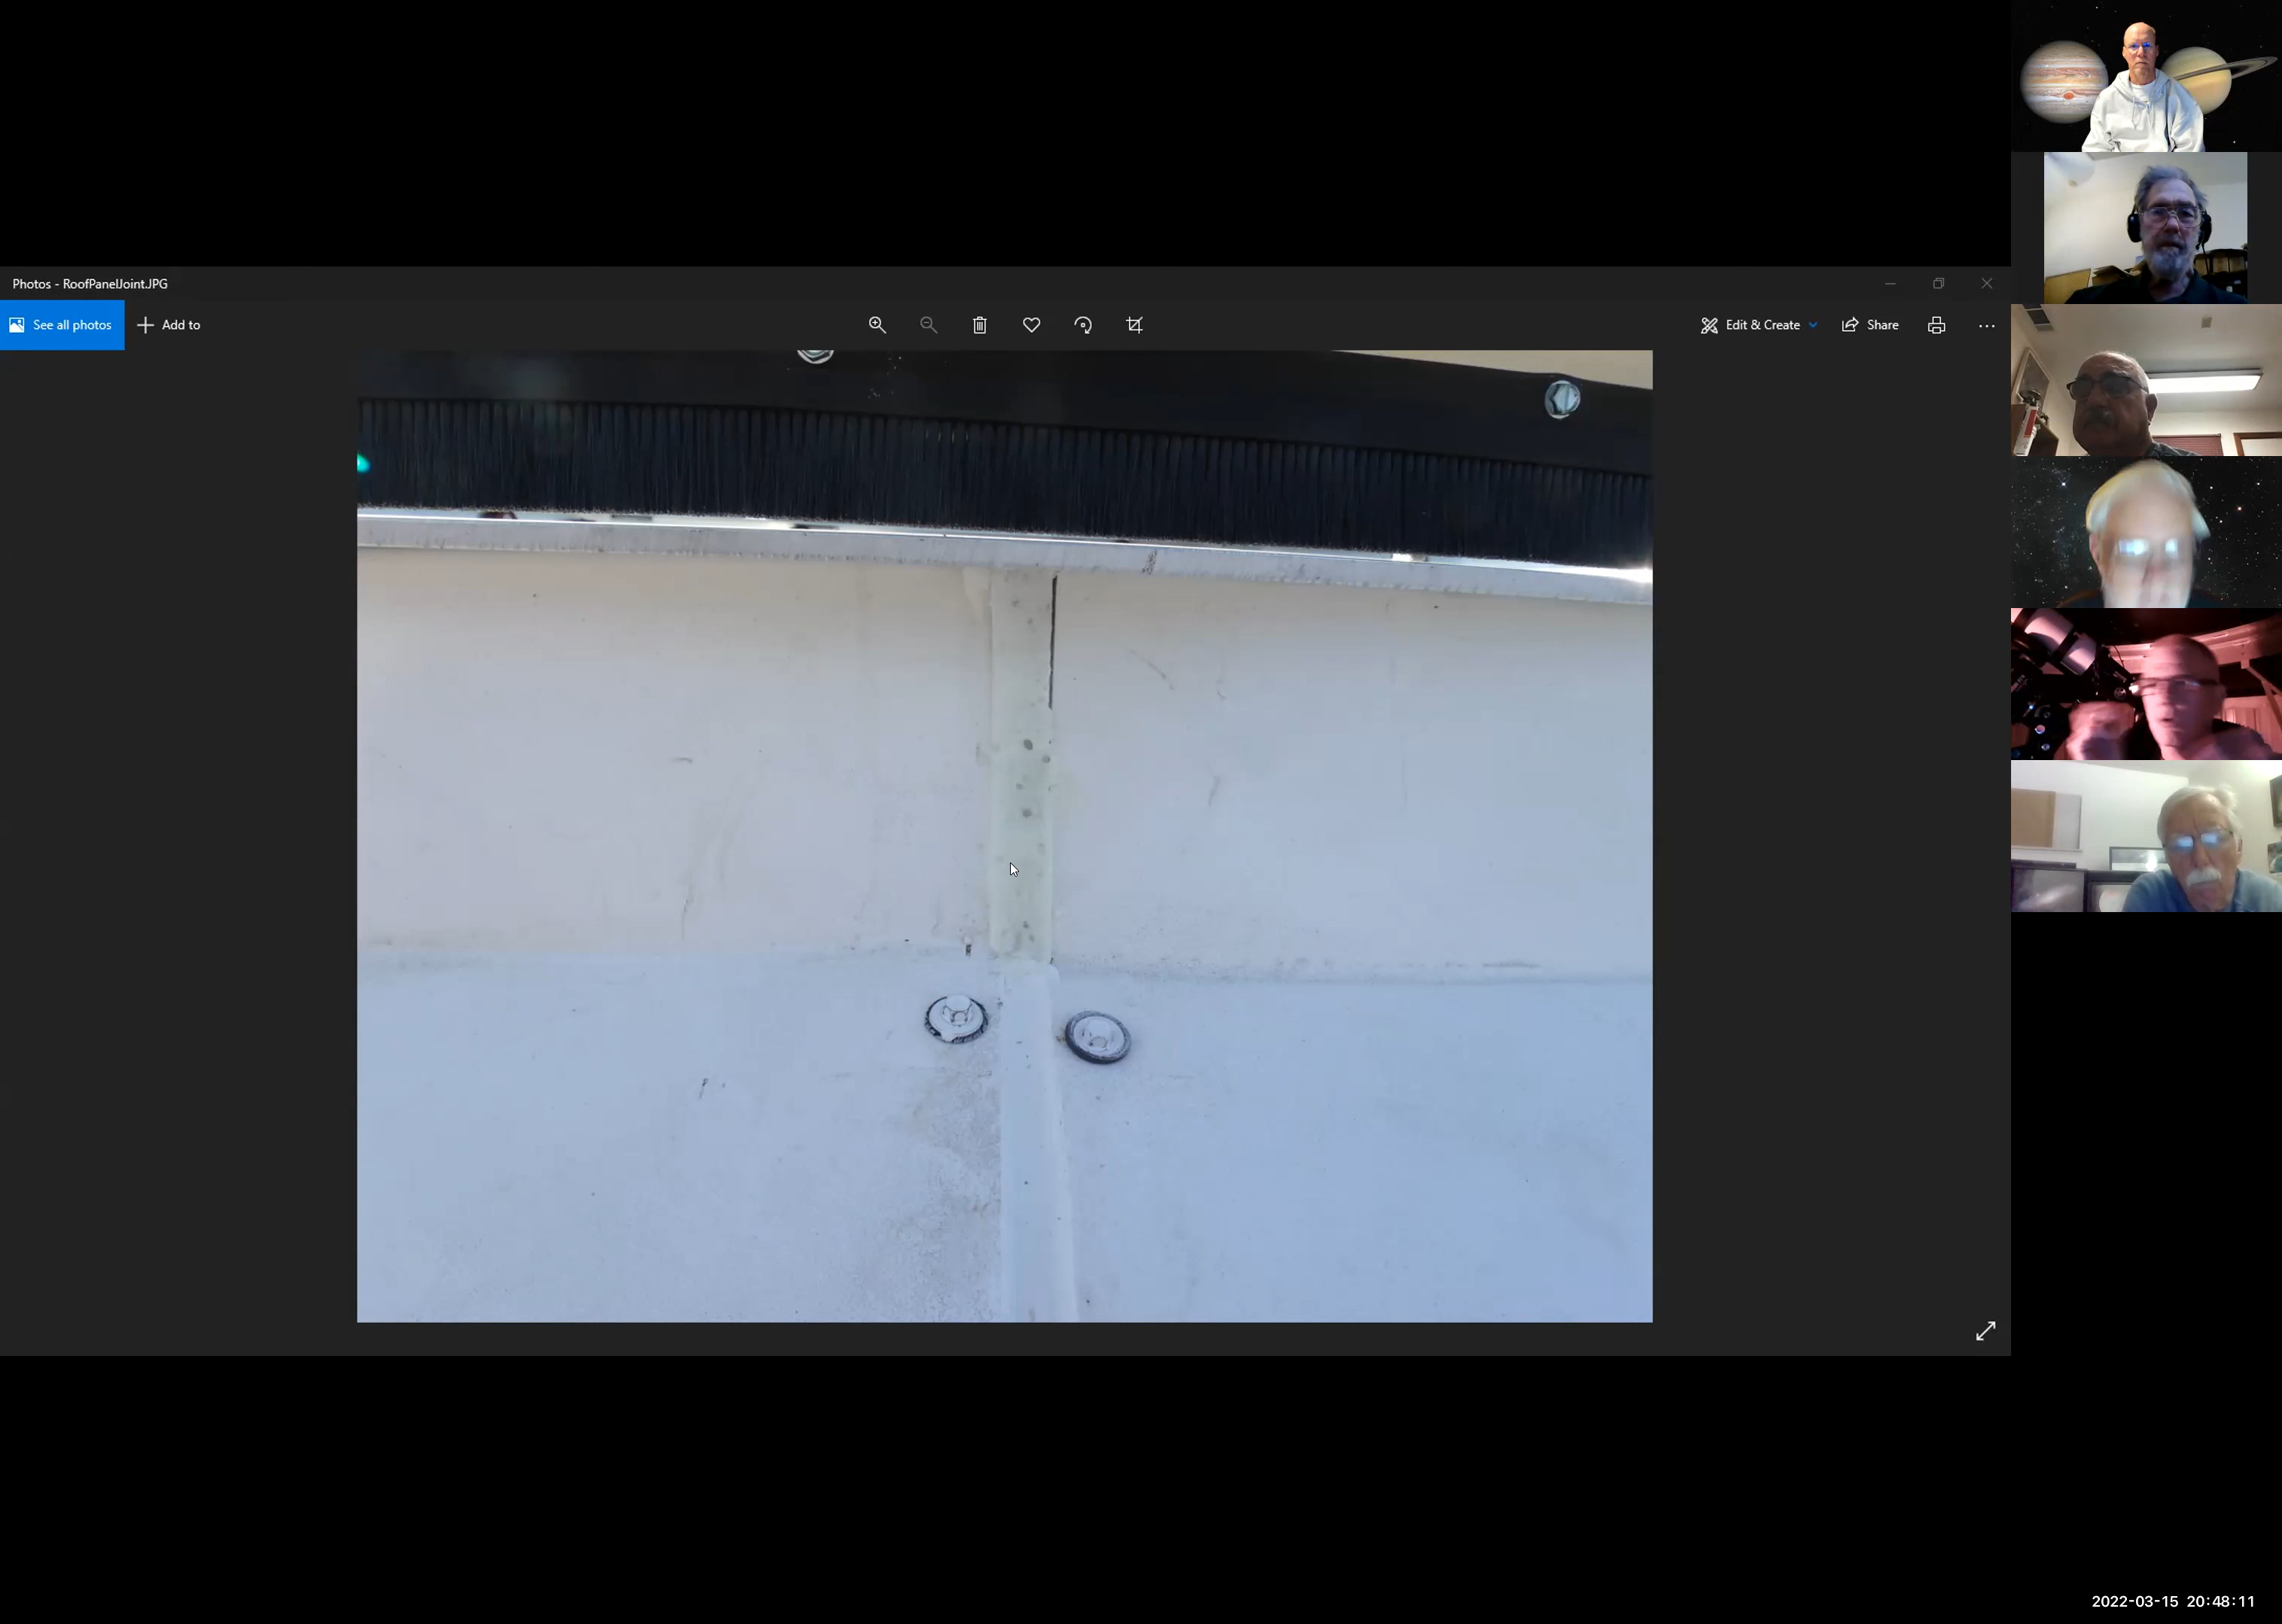 Photos - RoofPanelJoint.JPG
See all photos
Add to
Edit & Create
Share
2022-03-15 20:48:11